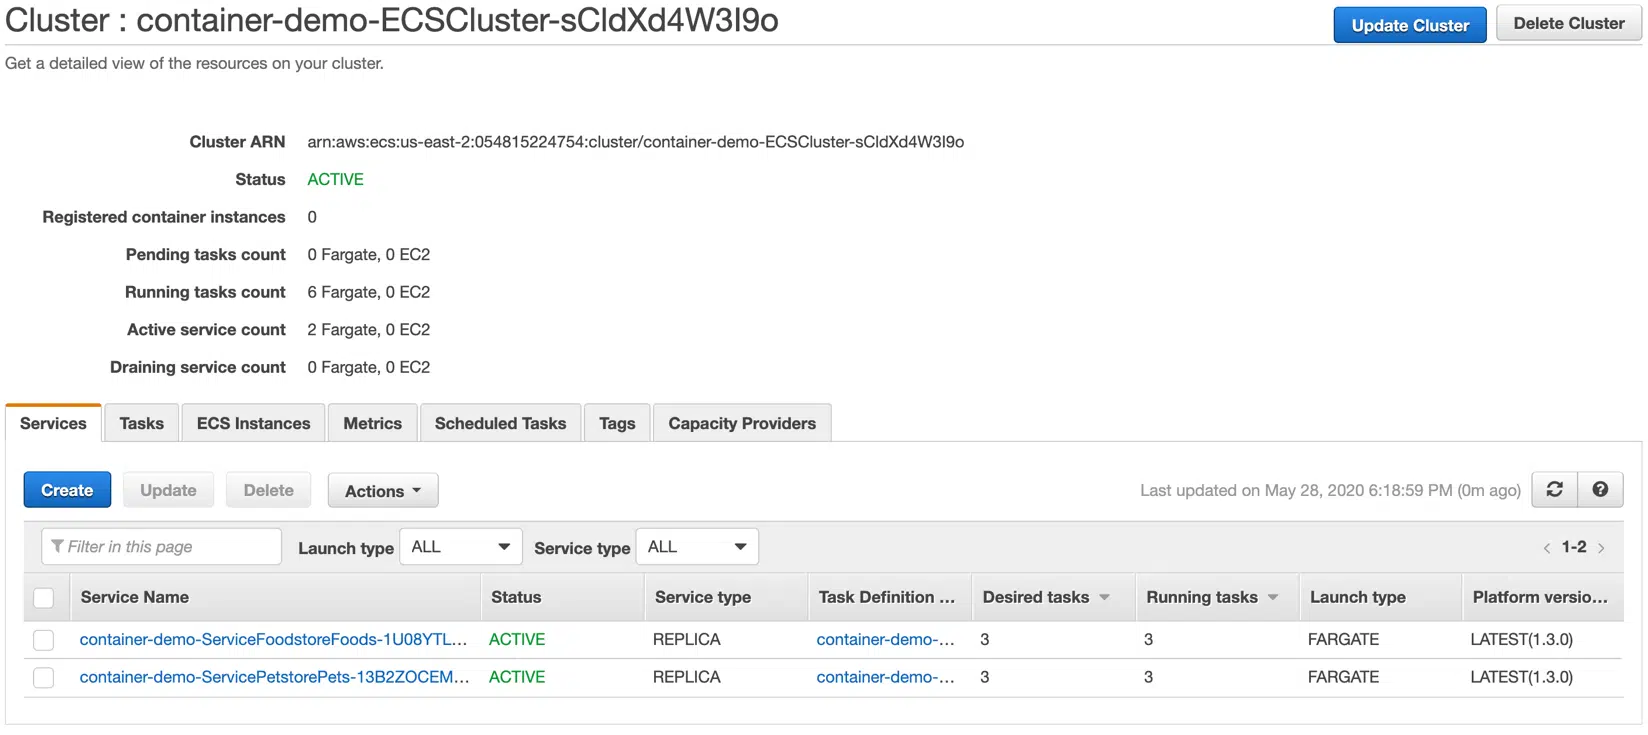 Cluster : container-demo-ECSCluster-sCldXd4W3I9o
Update Cluster
Delete Cluster
Get a detailed view of the resources on your cluster.
Cluster ARN arn:aws:ecs:us-east-2:054815224754:cluster/container-demo-ECSCluster-sCldXd4W3I9o
Status ACTIVE
Registered container instances 0
Pending tasks count 0 Fargate, 0 EC2
Running tasks count 6 Fargate, 0 EC2
Active service count 2 Fargate, 0 EC2
Draining service count 0 Fargate, 0 EC2
Services Tasks ECS Instances Metrics Scheduled Tasks Tags Capacity Providers
Create Update Delete Actions Last updated on May 28, 2020 6:18:59 PM (0m ago)
Filter in this page Launch type ALL Service type ALL < 1-2 >
Service Name Status Service type Task Definition ... Desired tasks Running tasks Launch type Platform versio...
container-demo-ServiceFoodstoreFoods-1U08YTL... ACTIVE REPLICA container-demo-... 3 3 FARGATE LATEST(1.3.0)
container-demo-ServicePetstorePets-13B2ZOCEM... ACTIVE REPLICA container-demo-... 3 3 FARGATE LATEST(1.3.0)